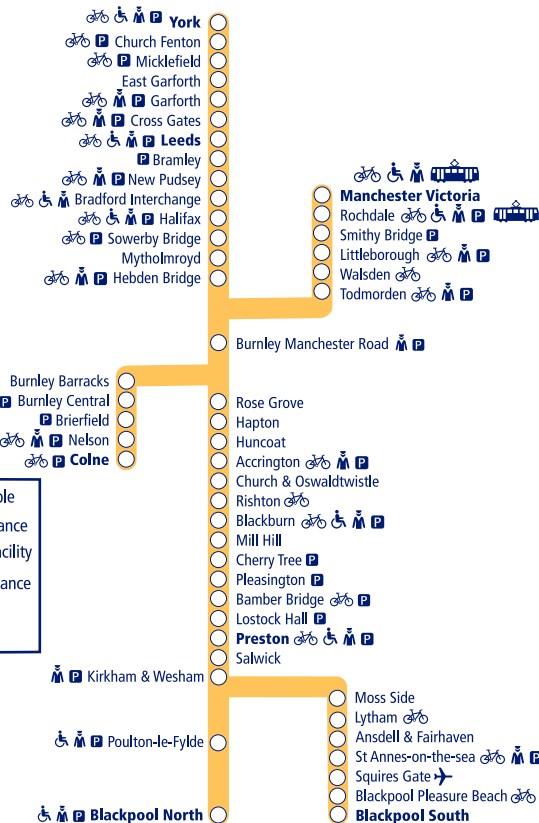 York
Church Fenton
Micklefield
East Garforth
Garforth
Cross Gates
Leeds
Bramley
New Pudsey
Bradford Interchange
Halifax
Sowerby Bridge
Mytholmroyd
Hebden Bridge
Manchester Victoria
Rochdale
Smithy Bridge
Littleborough
Walsden
Todmorden
Burnley Manchester Road
Burnley Barracks
Burnley Central
Brierfield
Nelson
Colne
Rose Grove
Hapton
Huncoat
Accrington
Church & Oswaldtwistle
Rishton
Blackburn
Mill Hill
Cherry Tree
Pleasington
Bamber Bridge
Lostock Hall
Preston
Salwick
Kirkham & Wesham
Poulton-le-Fylde
Blackpool North
Moss Side
Lytham
Ansdell & Fairhaven
St Annes-on-the-sea
Squires Gate
Blackpool Pleasure Beach
Blackpool South